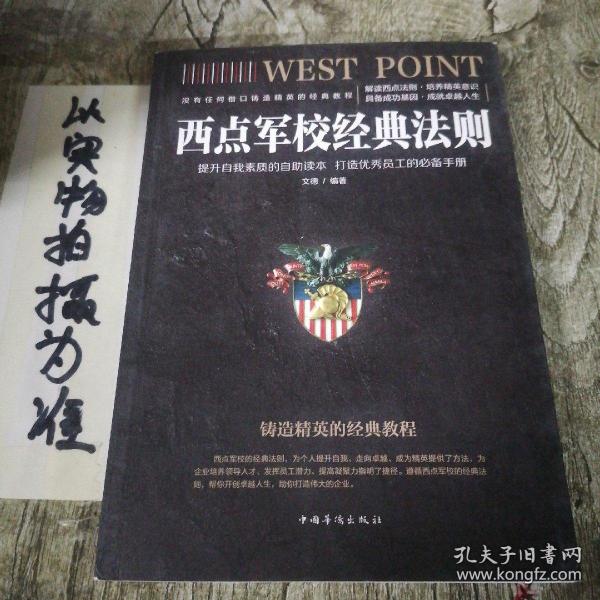 WEST POINT
没有任何借口铸造精英的经典教程
解读西点法则·培养精英意识
具备成功基因·成就卓越人生
西点军校经典法则
提升自我素质的自助读本 打造优秀员工的必备手册
文德 / 编著
铸造精英的经典教程
西点军校的经典法则，为个人提升自我、走向卓越、成为精英提供了方法，为
企业培养领导人才、发挥员工潜力、提高凝聚力指明了捷径。遵循西点军校的经典法
则，帮你开创卓越人生，助你打造伟大的企业。
中国华侨出版社
以实物拍摄为准
孔夫子旧书网
www.kongfz.com